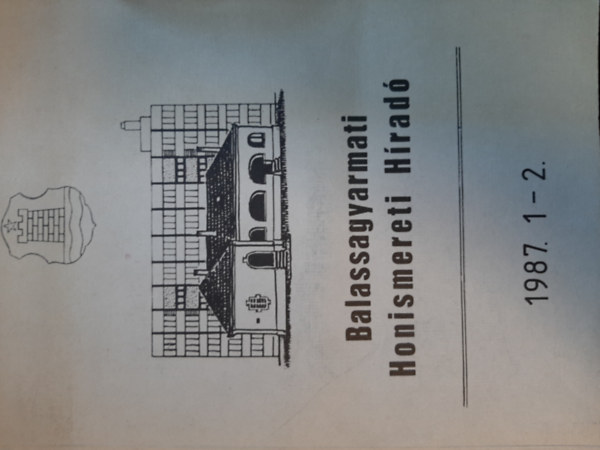 Balassagyarmati
Honismereti Híradó
1987. 1-2.